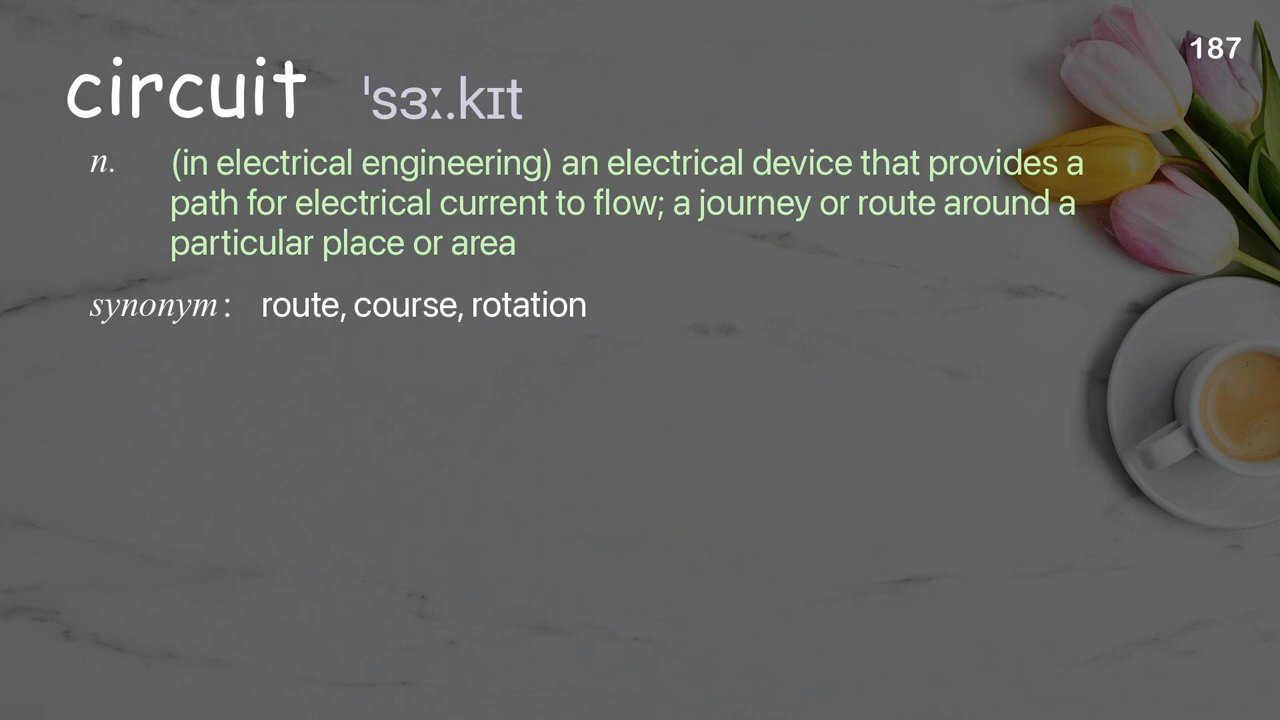 187
circuit ˈsɜː.kɪt
n. (in electrical engineering) an electrical device that provides a
path for electrical current to flow; a journey or route around a
particular place or area
synonym: route, course, rotation